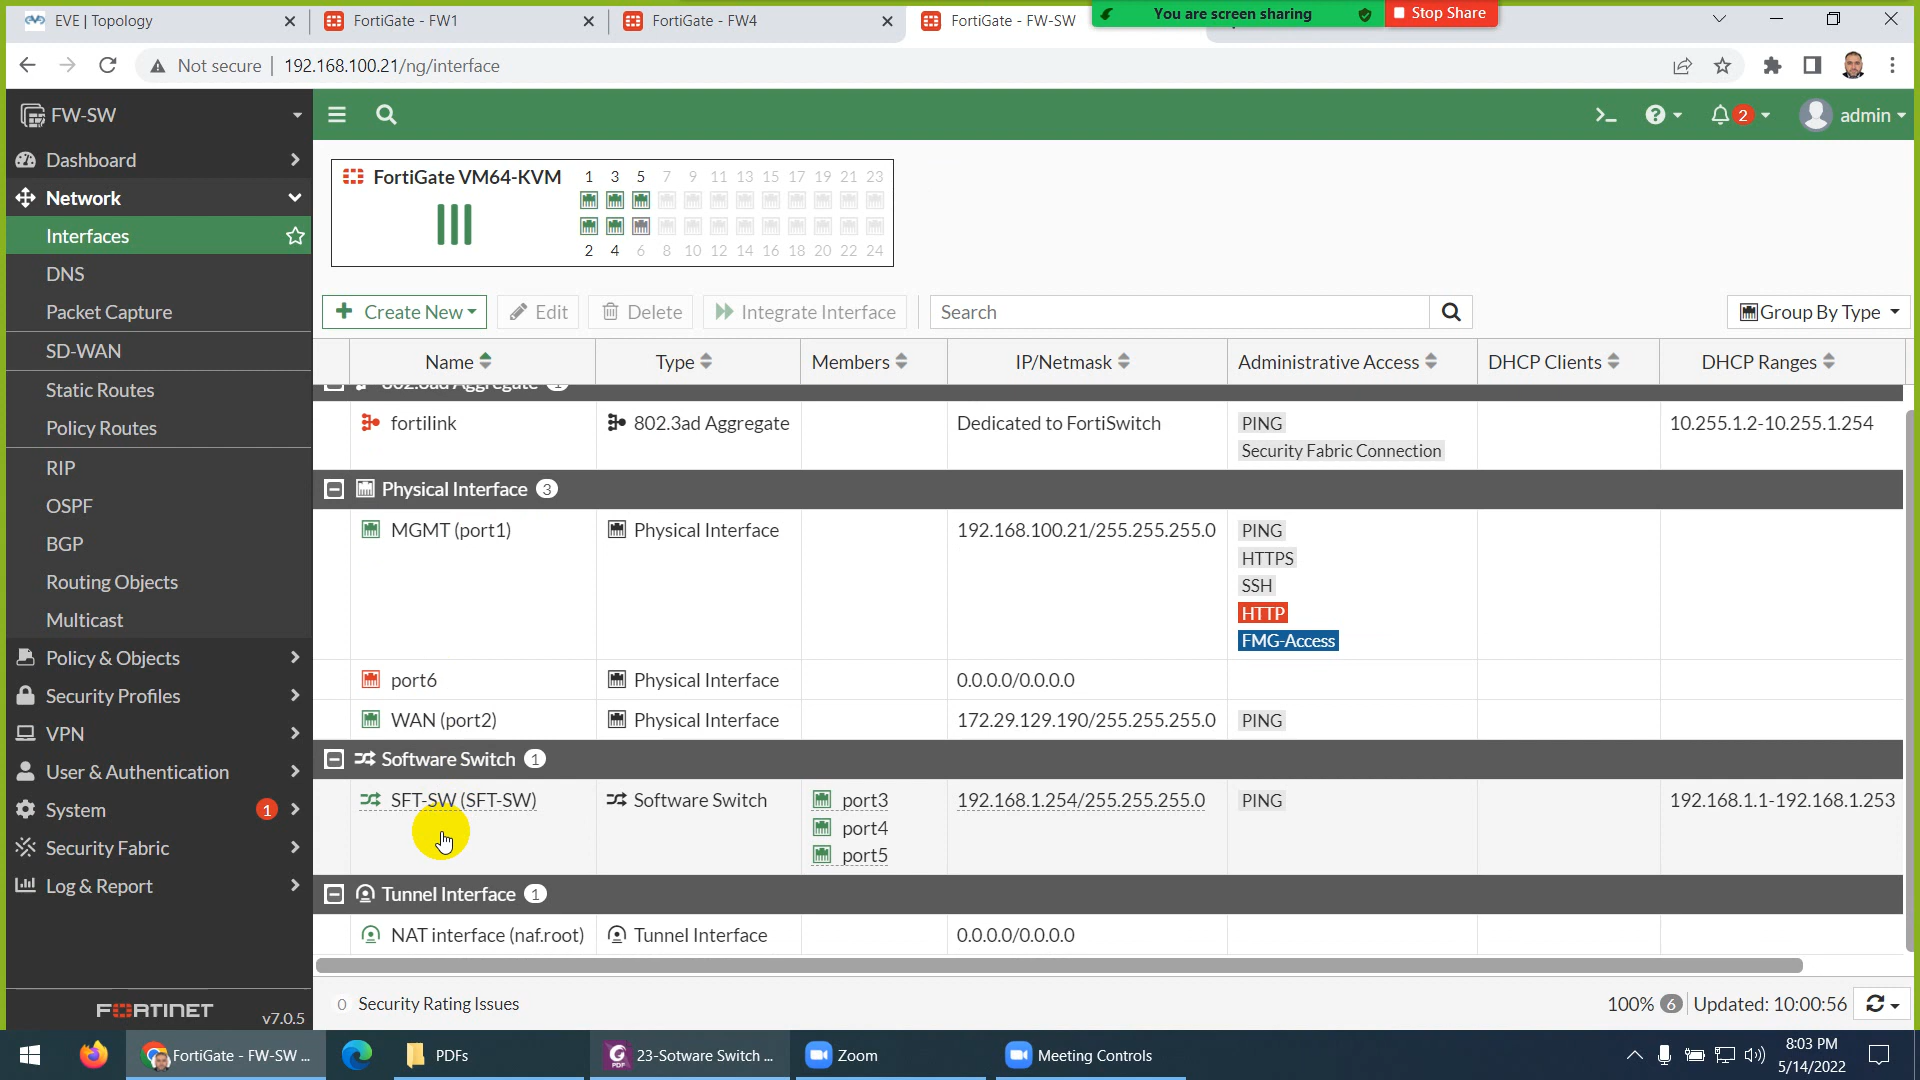 EVE | Topology
FortiGate - FW1
FortiGate - FW4
FortiGate - FW-SW
You are screen sharing
Stop Share
Not secure
192.168.100.21/ng/interface
FW-SW
2
admin
Dashboard
Network
Interfaces
DNS
Packet Capture
SD-WAN
Static Routes
Policy Routes
RIP
OSPF
BGP
Routing Objects
Multicast
Policy & Objects
Security Profiles
VPN
User & Authentication
System 1
Security Fabric
Log & Report
FORTINET v7.0.5
FortiGate VM64-KVM
1 3 5 7 9 11 13 15 17 19 21 23
2 4 6 8 10 12 14 16 18 20 22 24
Create New Edit Delete Integrate Interface Search Group By Type
Name Type Members IP/Netmask Administrative Access DHCP Clients DHCP Ranges
802.3ad Aggregate 1
fortilink 802.3ad Aggregate Dedicated to FortiSwitch PING 10.255.1.2-10.255.1.254
Security Fabric Connection
Physical Interface 3
MGMT (port1) Physical Interface 192.168.100.21/255.255.255.0 PING
HTTPS
SSH
HTTP
FMG-Access
port6 Physical Interface 0.0.0.0/0.0.0.0
WAN (port2) Physical Interface 172.29.129.190/255.255.255.0 PING
Software Switch 1
SFT-SW (SFT-SW) Software Switch port3 192.168.1.254/255.255.255.0 PING 192.168.1.1-192.168.1.253
port4
port5
Tunnel Interface 1
NAT interface (naf.root) Tunnel Interface 0.0.0.0/0.0.0.0
0 Security Rating Issues 100% 6 Updated: 10:00:56
FortiGate - FW-SW ...
PDFs
PDF
23-Sotware Switch ...
Zoom
Meeting Controls
8:03 PM
5/14/2022